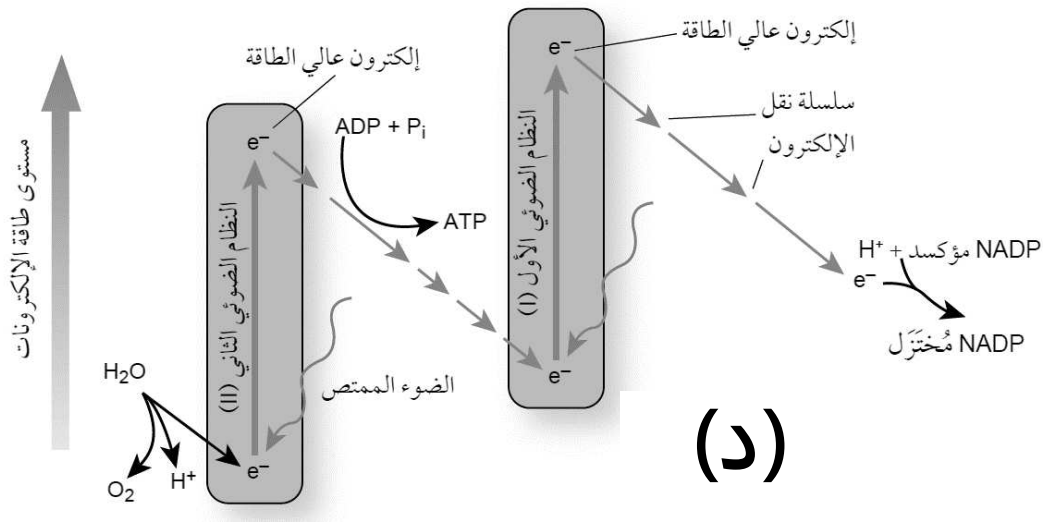 إلكترون عالي الطاقة
e⁻
سلسلة نقل
الإلكترون
النظام الضوئي الأول (I)
e⁻
H⁺ + مؤكسد NADP
e⁻
NADP مُختَزَل
إلكترون عالي الطاقة
e⁻
ADP + Pᵢ
ATP
النظام الضوئي الثاني (II)
الضوء الممتص
e⁻
H₂O
O₂
H⁺
مستوى طاقة الإلكترونات
(د)